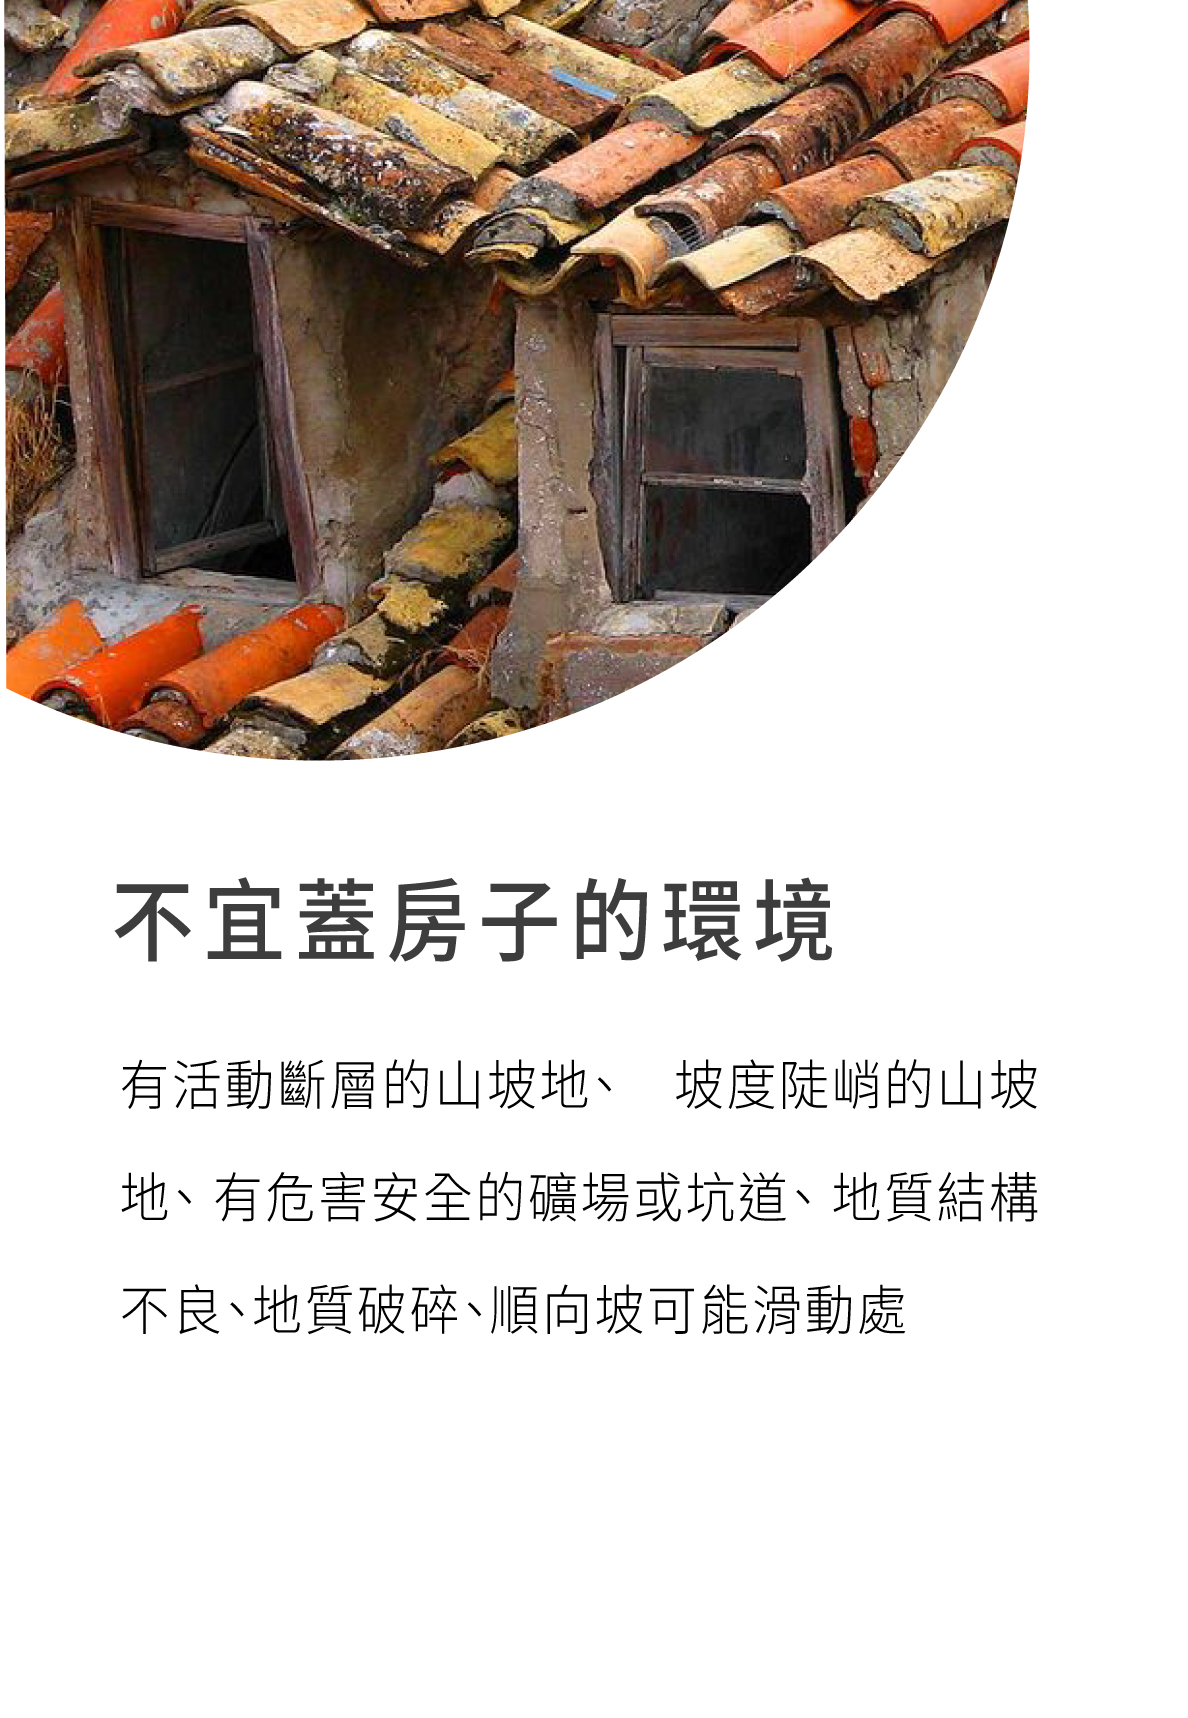 不宜蓋房子的環境
有活動斷層的山坡地、　坡度陡峭的山坡
地、有危害安全的礦場或坑道、地質結構
不良、地質破碎、順向坡可能滑動處